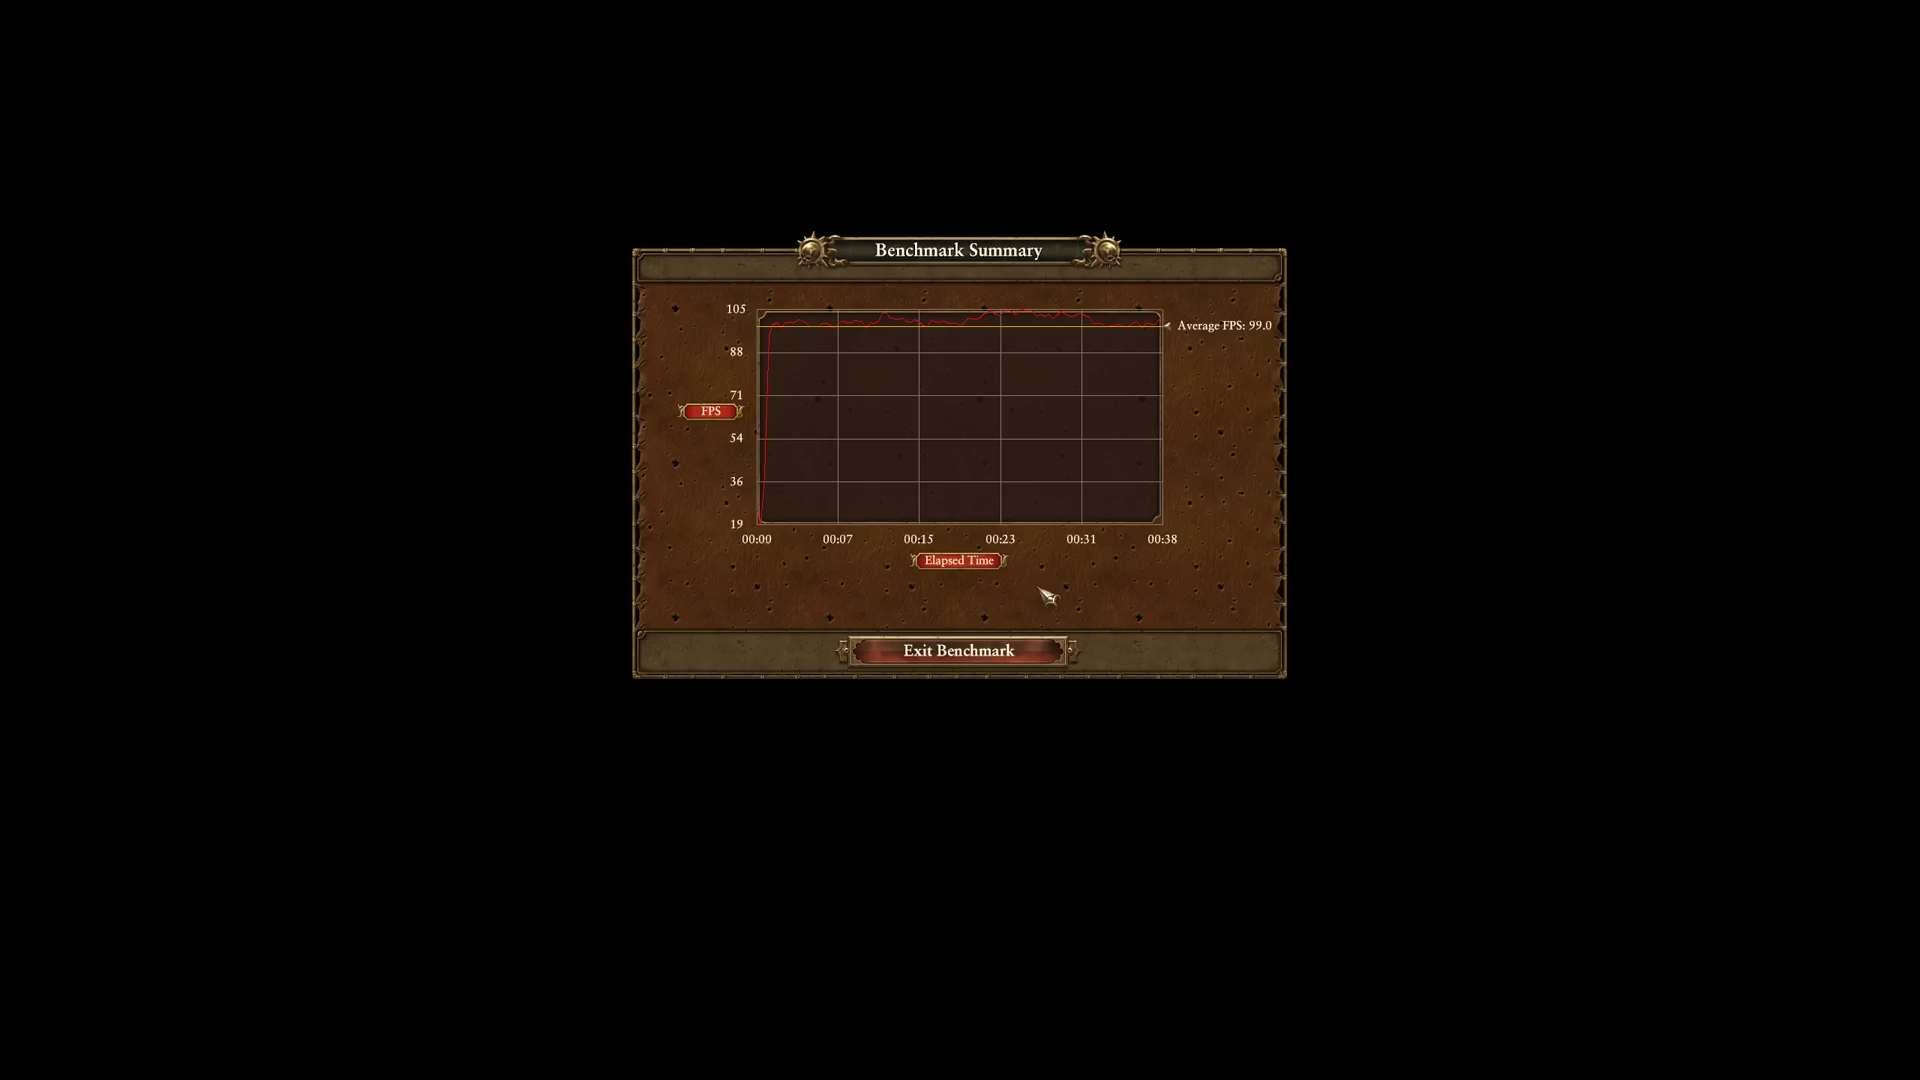 Benchmark Summary
105
Average FPS: 99.0
88
71
FPS
54
36
19
00:00 00:07 00:15 00:23 00:31 00:38
Elapsed Time
Exit Benchmark